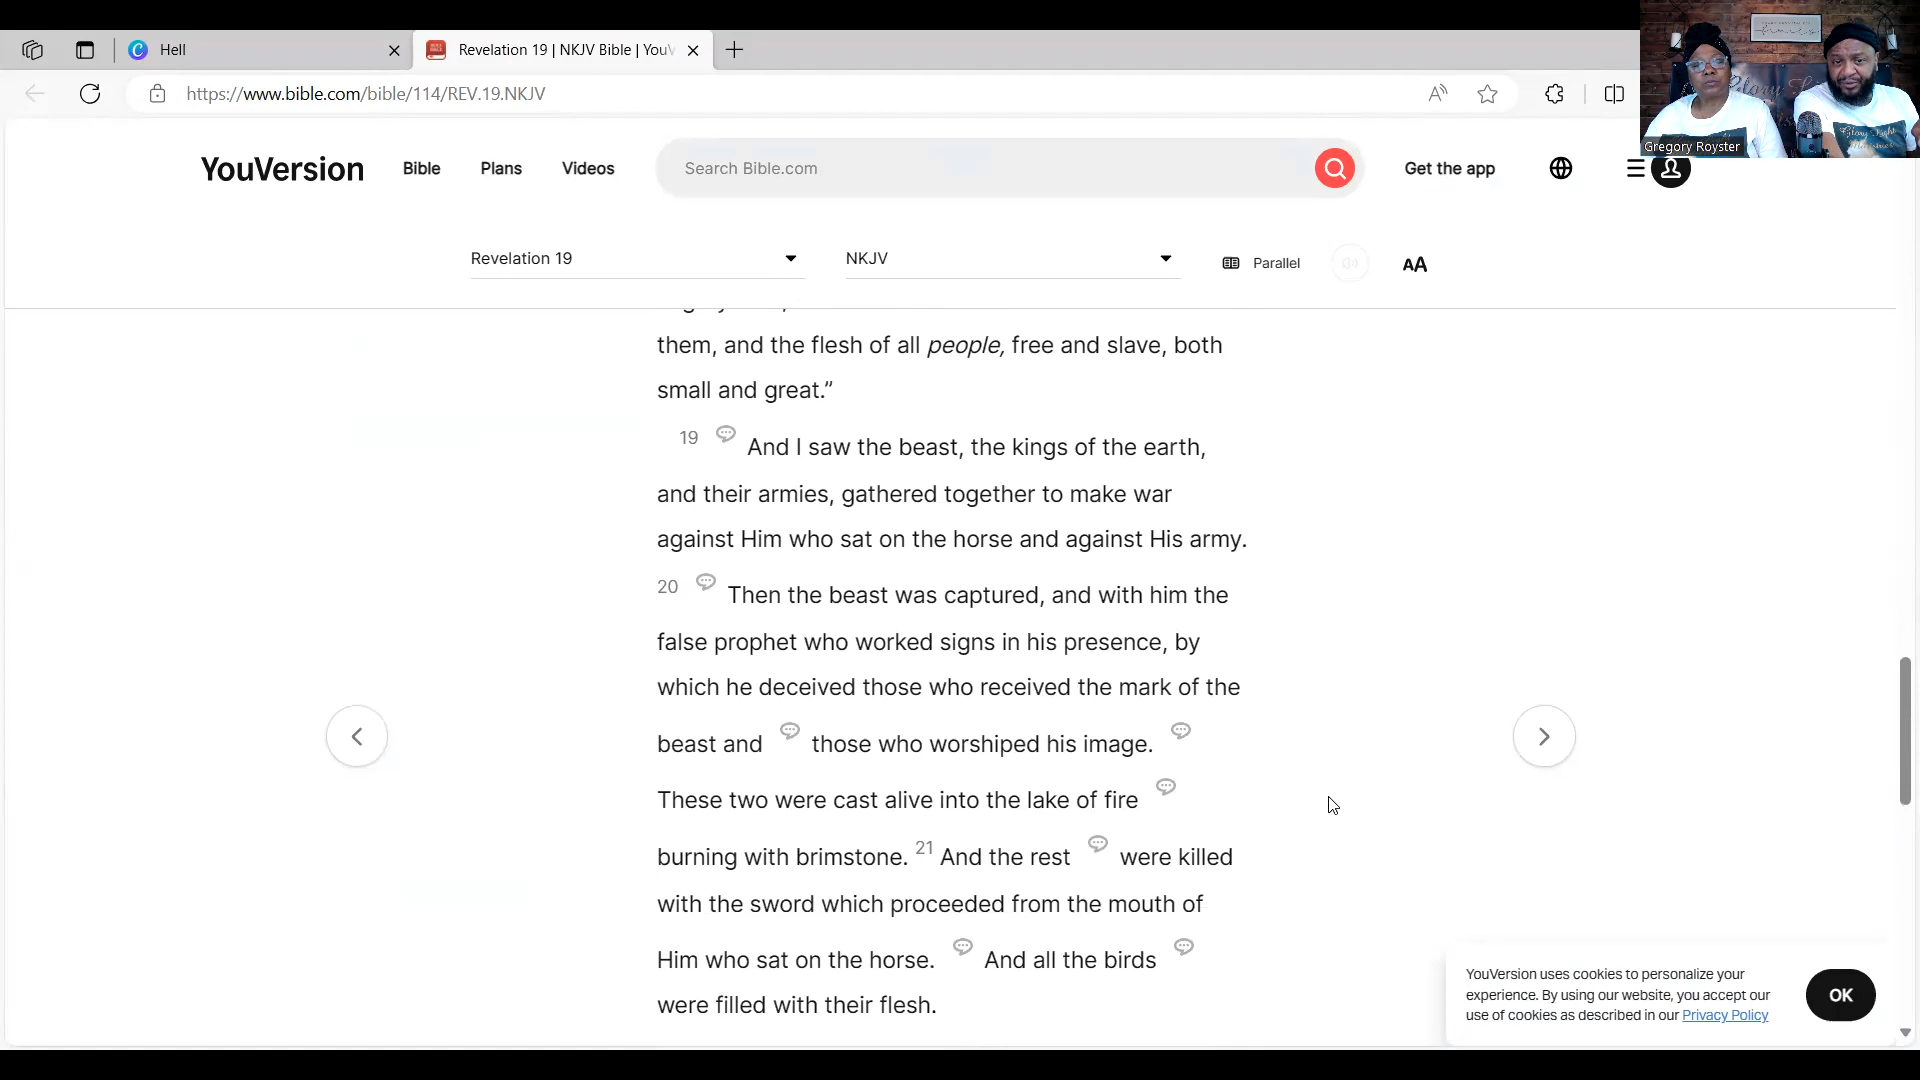 Hell
Revelation 19 | NKJV Bible | YouV
https://www.bible.com/bible/114/REV.19.NKJV
Gregory Royster
YouVersion
Bible
Plans
Videos
Search Bible.com
Get the app
Revelation 19
NKJV
Parallel
AA
them, and the flesh of all people, free and slave, both
small and great.”
19 And I saw the beast, the kings of the earth,
and their armies, gathered together to make war
against Him who sat on the horse and against His army.
20 Then the beast was captured, and with him the
false prophet who worked signs in his presence, by
which he deceived those who received the mark of the
beast and those who worshiped his image.
These two were cast alive into the lake of fire
burning with brimstone. 21 And the rest were killed
with the sword which proceeded from the mouth of
Him who sat on the horse. And all the birds
were filled with their flesh.
YouVersion uses cookies to personalize your
experience. By using our website, you accept our
use of cookies as described in our Privacy Policy
OK